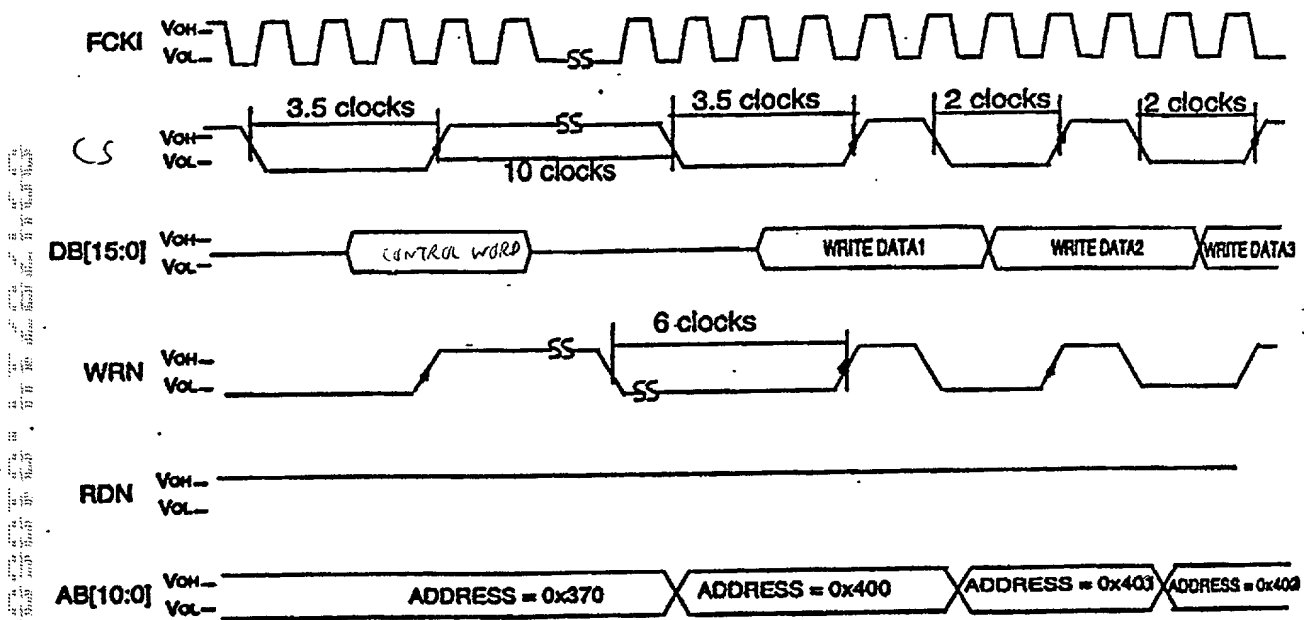 FCKI VOH VOL SS
3.5 clocks 3.5 clocks 2 clocks 2 clocks
CS VOH VOL SS
10 clocks
DB[15:0] VOH VOL CONTROL WORD WRITE DATA1 WRITE DATA2 WRITE DATA3
6 clocks
WRN VOH VOL SS SS
RDN VOH VOL
AB[10:0] VOH VOL ADDRESS = 0x370 ADDRESS = 0x400 ADDRESS = 0x403